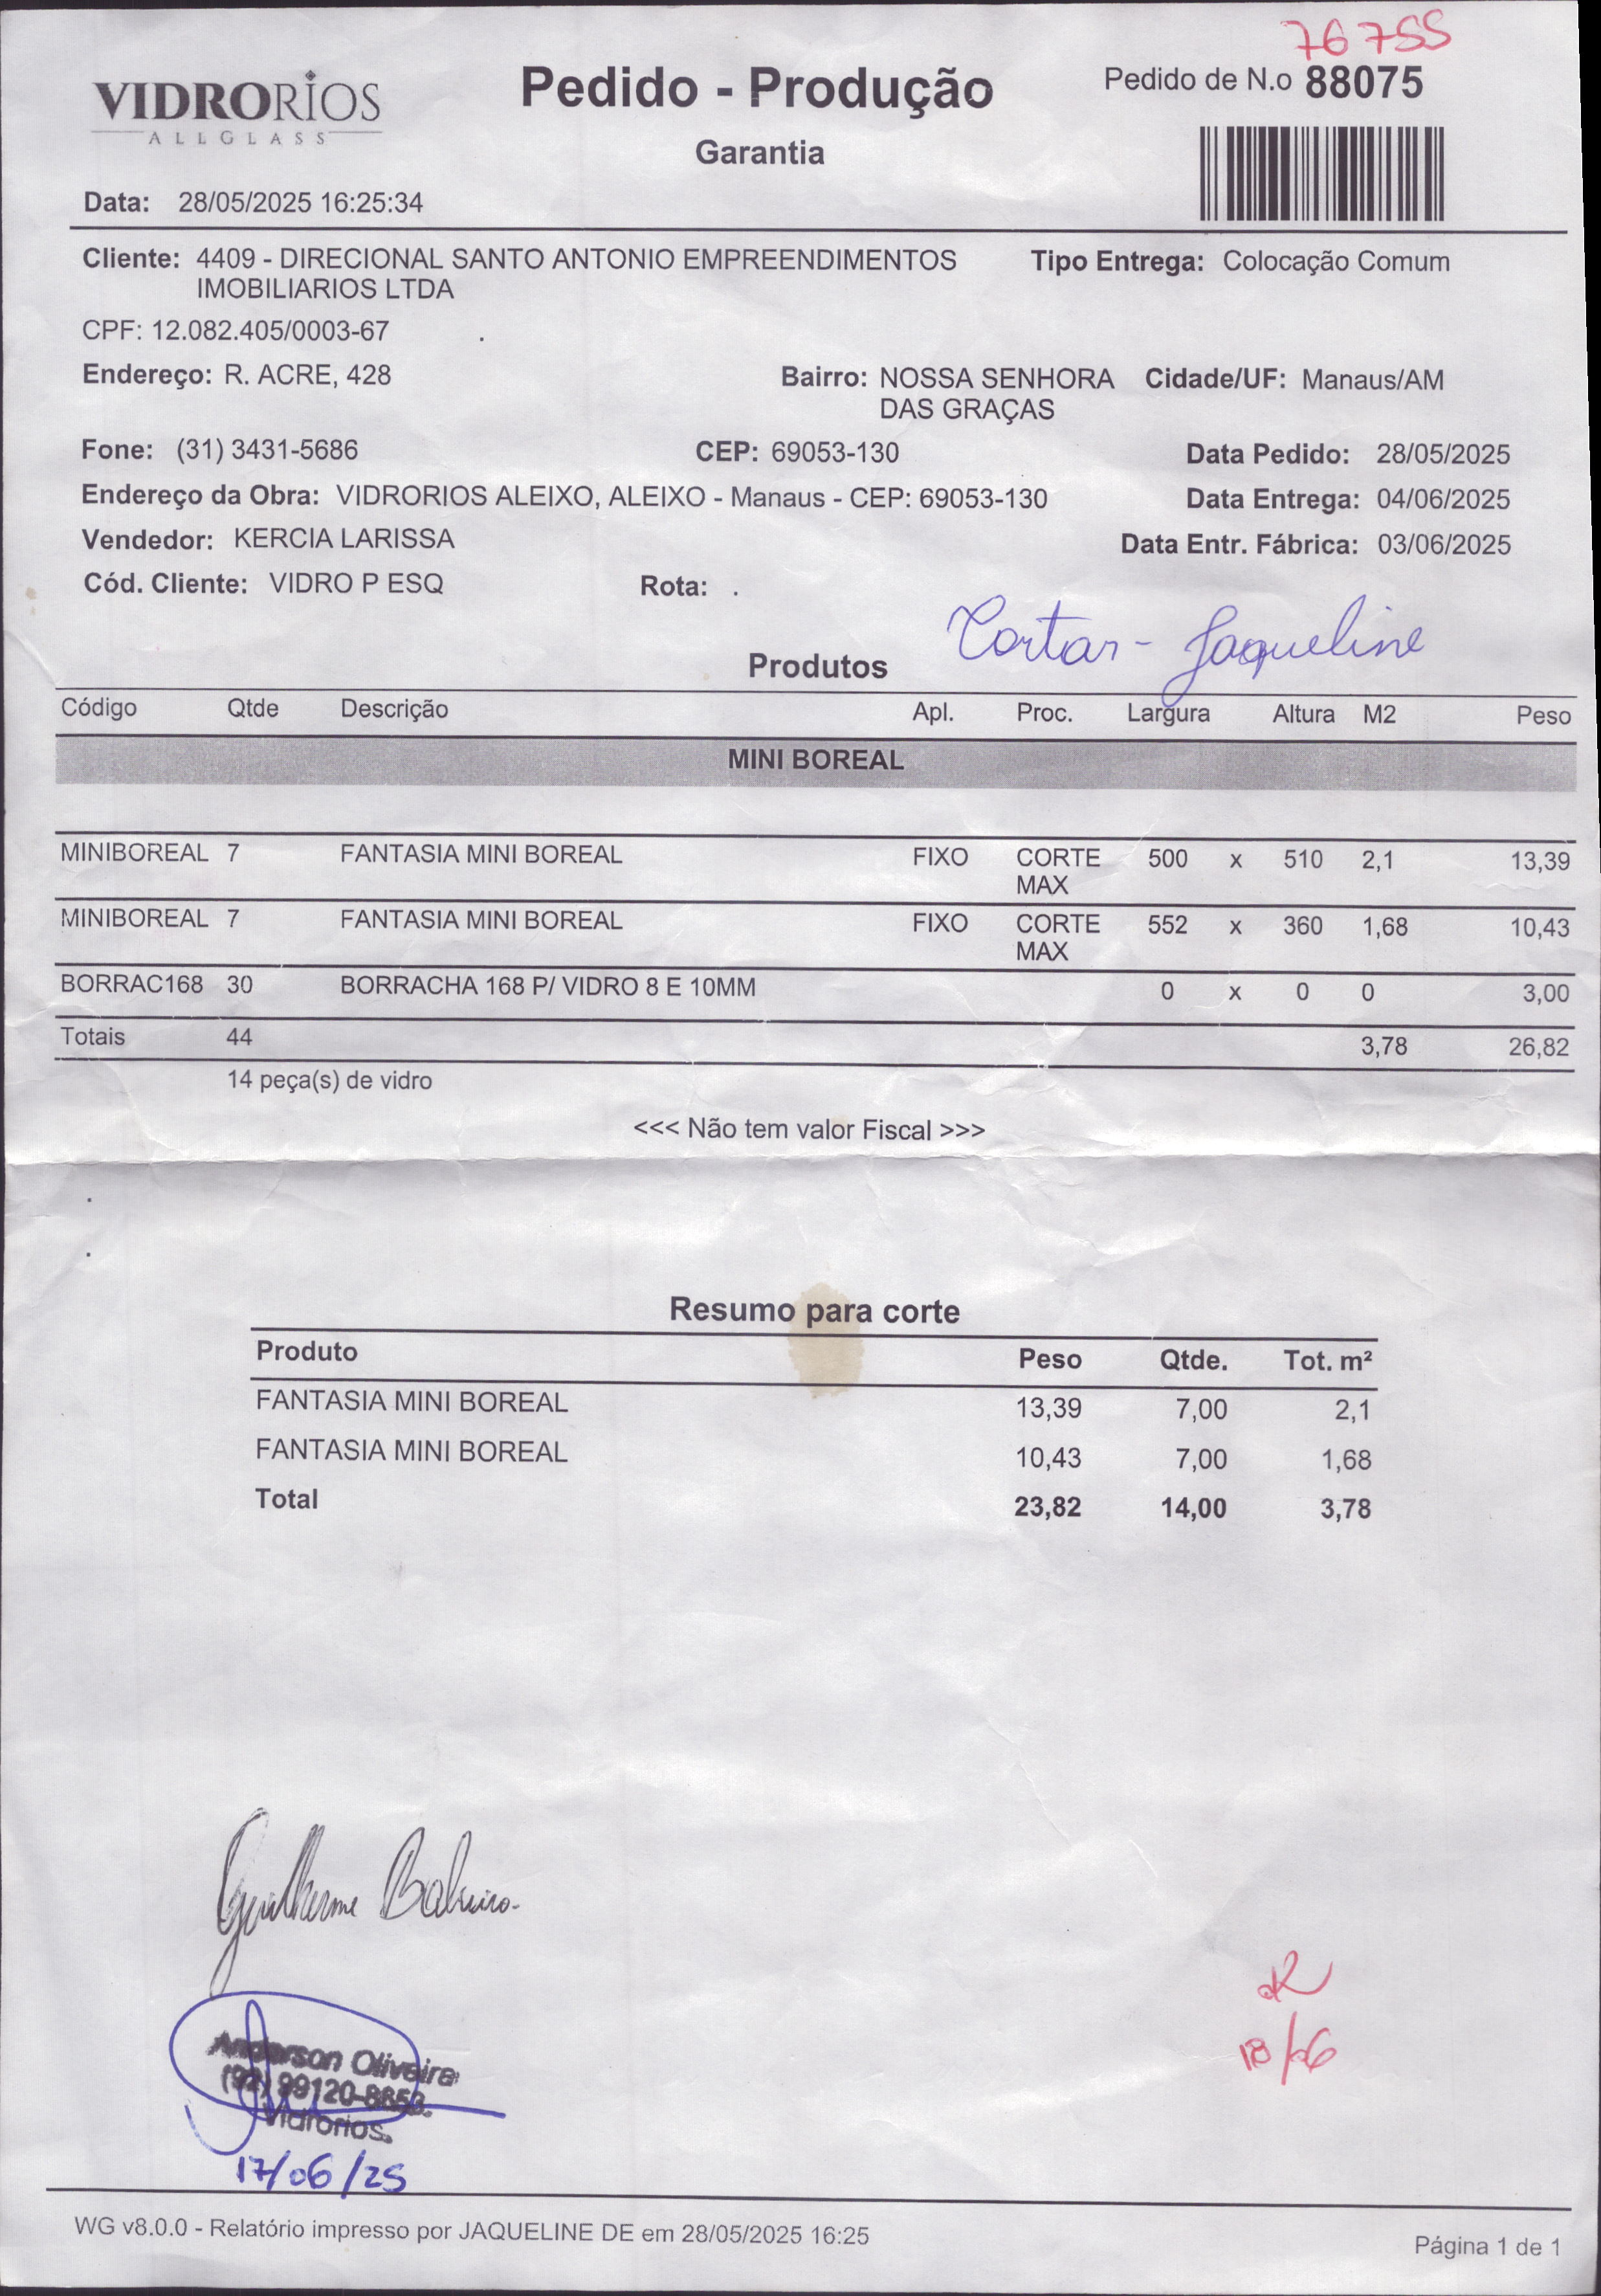 76755
VIDRORIOS
ALLGLASS
Pedido - Produção
Garantia
Pedido de N.o 88075
Data: 28/05/2025 16:25:34
Cliente: 4409 - DIRECIONAL SANTO ANTONIO EMPREENDIMENTOS
IMOBILIARIOS LTDA
Tipo Entrega: Colocação Comum
CPF: 12.082.405/0003-67
Endereço: R. ACRE, 428
Bairro: NOSSA SENHORA
DAS GRAÇAS
Cidade/UF: Manaus/AM
Fone: (31) 3431-5686 CEP: 69053-130 Data Pedido: 28/05/2025
Endereço da Obra: VIDRORIOS ALEIXO, ALEIXO - Manaus - CEP: 69053-130 Data Entrega: 04/06/2025
Vendedor: KERCIA LARISSA Data Entr. Fábrica: 03/06/2025
Cód. Cliente: VIDRO P ESQ Rota: .
Cortar - Jaqueline
Produtos
Código Qtde Descrição Apl. Proc. Largura Altura M2 Peso
MINI BOREAL
MINIBOREAL 7 FANTASIA MINI BOREAL FIXO CORTE 500 x 510 2,1 13,39
MAX
MINIBOREAL 7 FANTASIA MINI BOREAL FIXO CORTE 552 x 360 1,68 10,43
MAX
BORRAC168 30 BORRACHA 168 P/ VIDRO 8 E 10MM 0 x 0 0 3,00
Totais 44 3,78 26,82
14 peça(s) de vidro
<<< Não tem valor Fiscal >>>
Resumo para corte
Produto Peso Qtde. Tot. m²
FANTASIA MINI BOREAL 13,39 7,00 2,1
FANTASIA MINI BOREAL 10,43 7,00 1,68
Total 23,82 14,00 3,78
Guilherme
Anderson Oliveira
Vidrorios.
17/06/25
18/06
WG v8.0.0 - Relatório impresso por JAQUELINE DE em 28/05/2025 16:25
Página 1 de 1